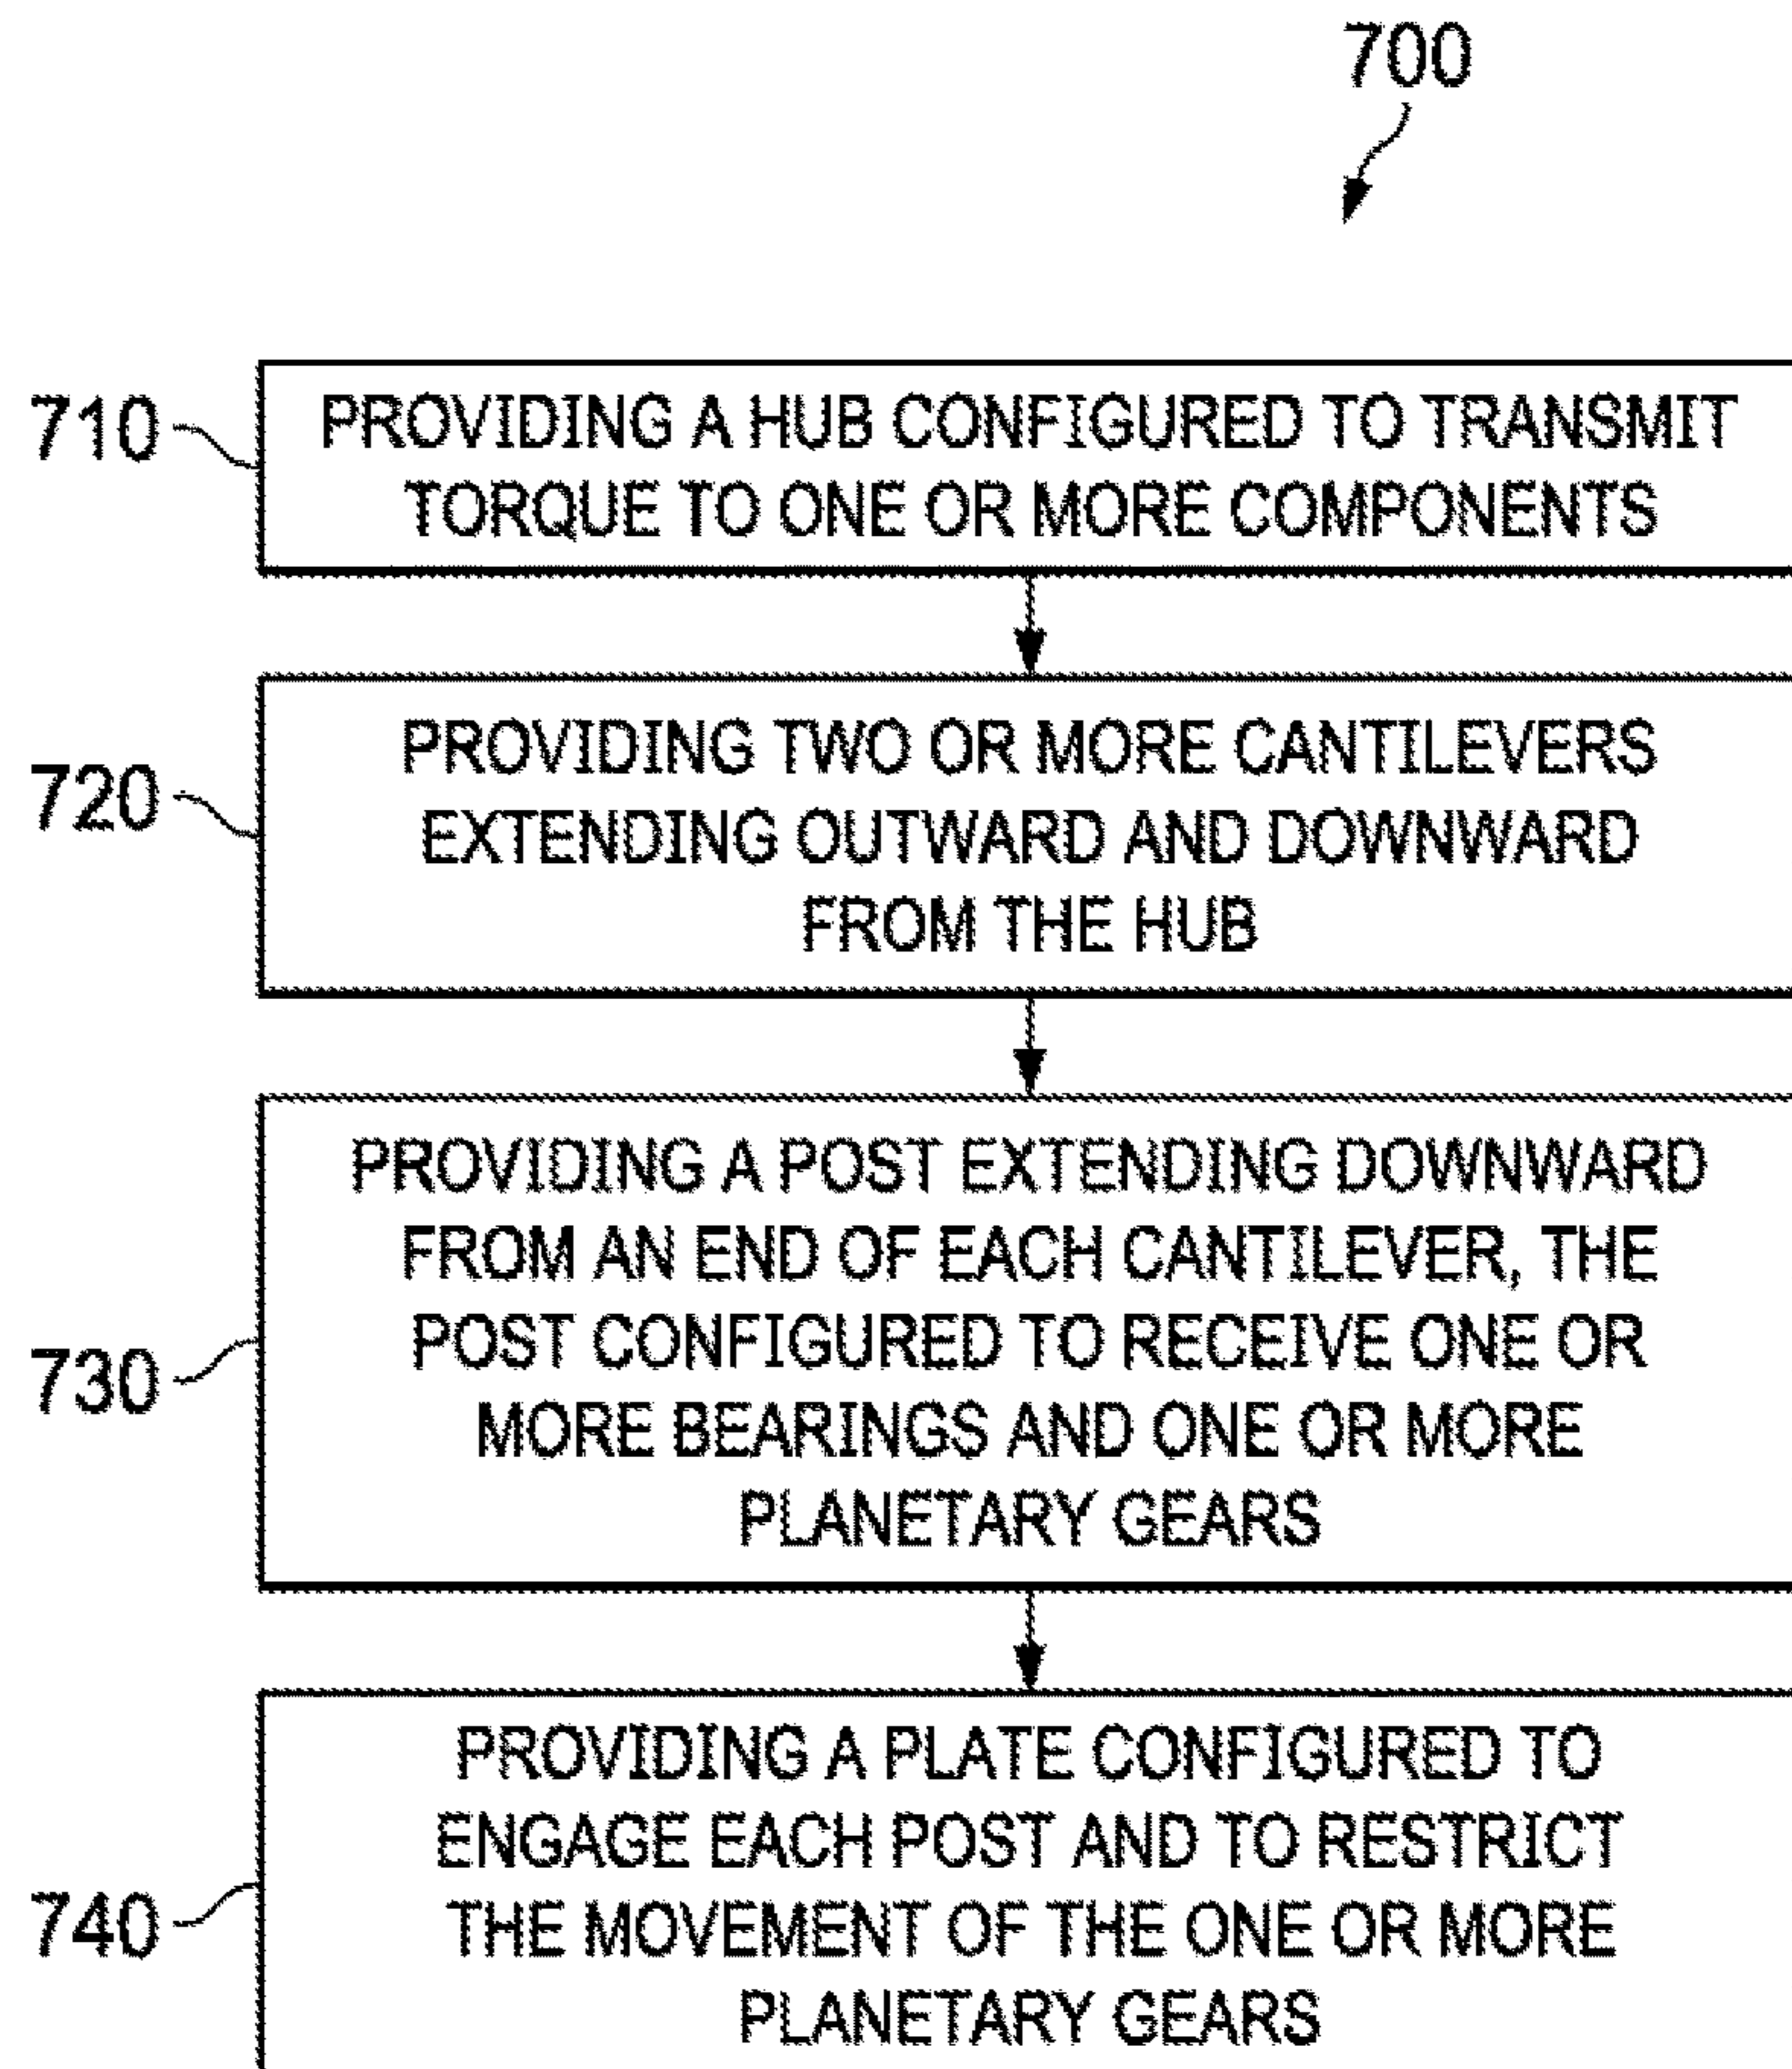 700
710
PROVIDING A HUB CONFIGURED TO TRANSMIT
TORQUE TO ONE OR MORE COMPONENTS
720
PROVIDING TWO OR MORE CANTILEVERS
EXTENDING OUTWARD AND DOWNWARD
FROM THE HUB
730
PROVIDING A POST EXTENDING DOWNWARD
FROM AN END OF EACH CANTILEVER, THE
POST CONFIGURED TO RECEIVE ONE OR
MORE BEARINGS AND ONE OR MORE
PLANETARY GEARS
740
PROVIDING A PLATE CONFIGURED TO
ENGAGE EACH POST AND TO RESTRICT
THE MOVEMENT OF THE ONE OR MORE
PLANETARY GEARS